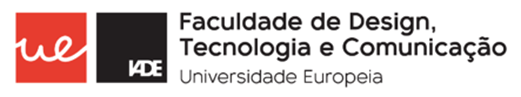 ue
IADE
Faculdade de Design,
Tecnologia e Comunicação
Universidade Europeia